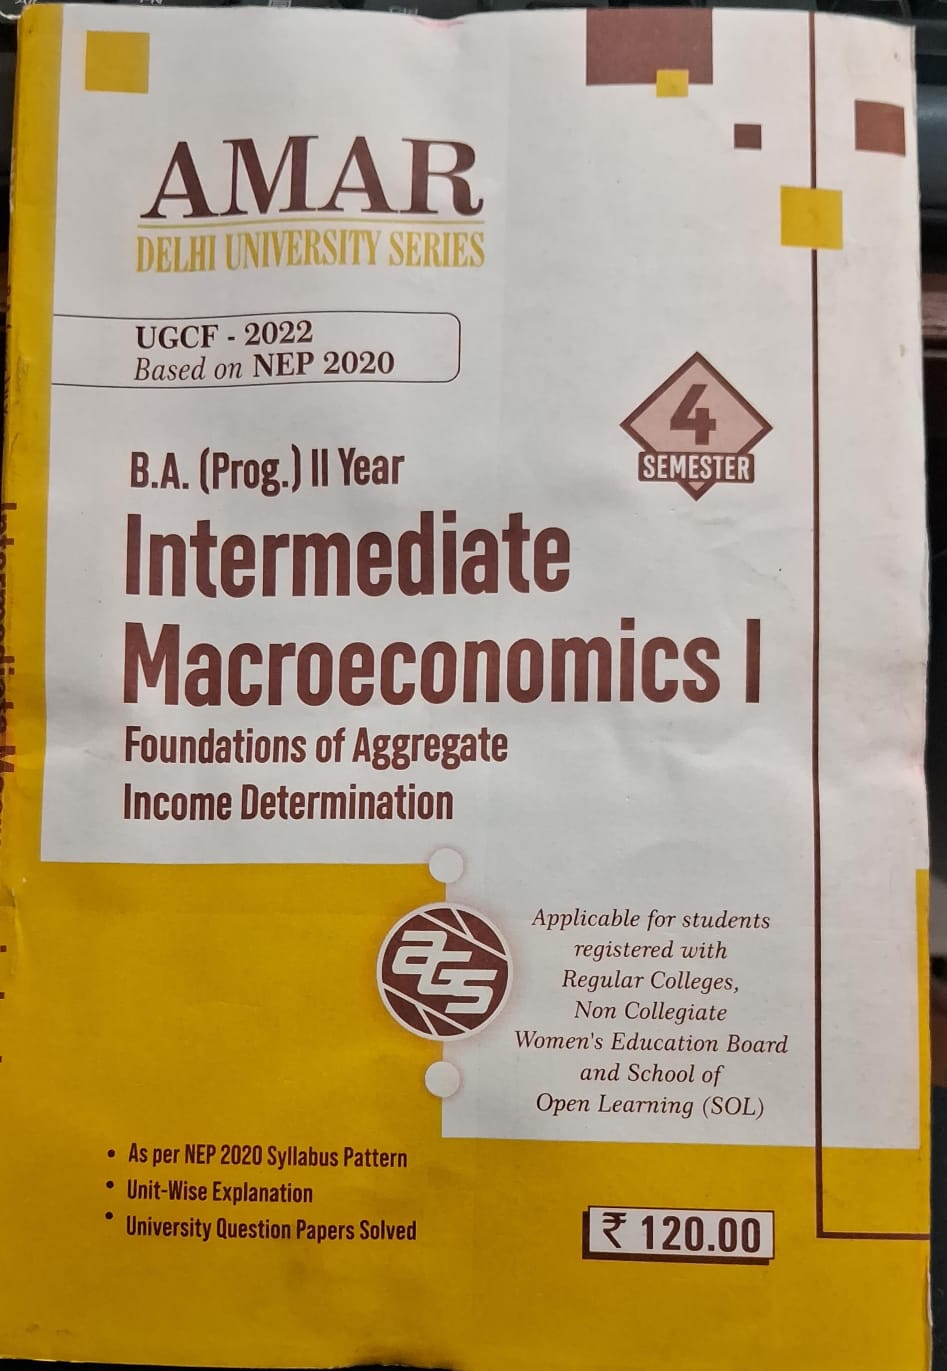 AMAR
DELHI UNIVERSITY SERIES
UGCF - 2022
Based on NEP 2020
4
SEMESTER
B.A. (Prog.) II Year
Intermediate
Macroeconomics I
Foundations of Aggregate
Income Determination
aGS
Applicable for students
registered with
Regular Colleges,
Non Collegiate
Women's Education Board
and School of
Open Learning (SOL)
• As per NEP 2020 Syllabus Pattern
• Unit-Wise Explanation
• University Question Papers Solved
₹ 120.00